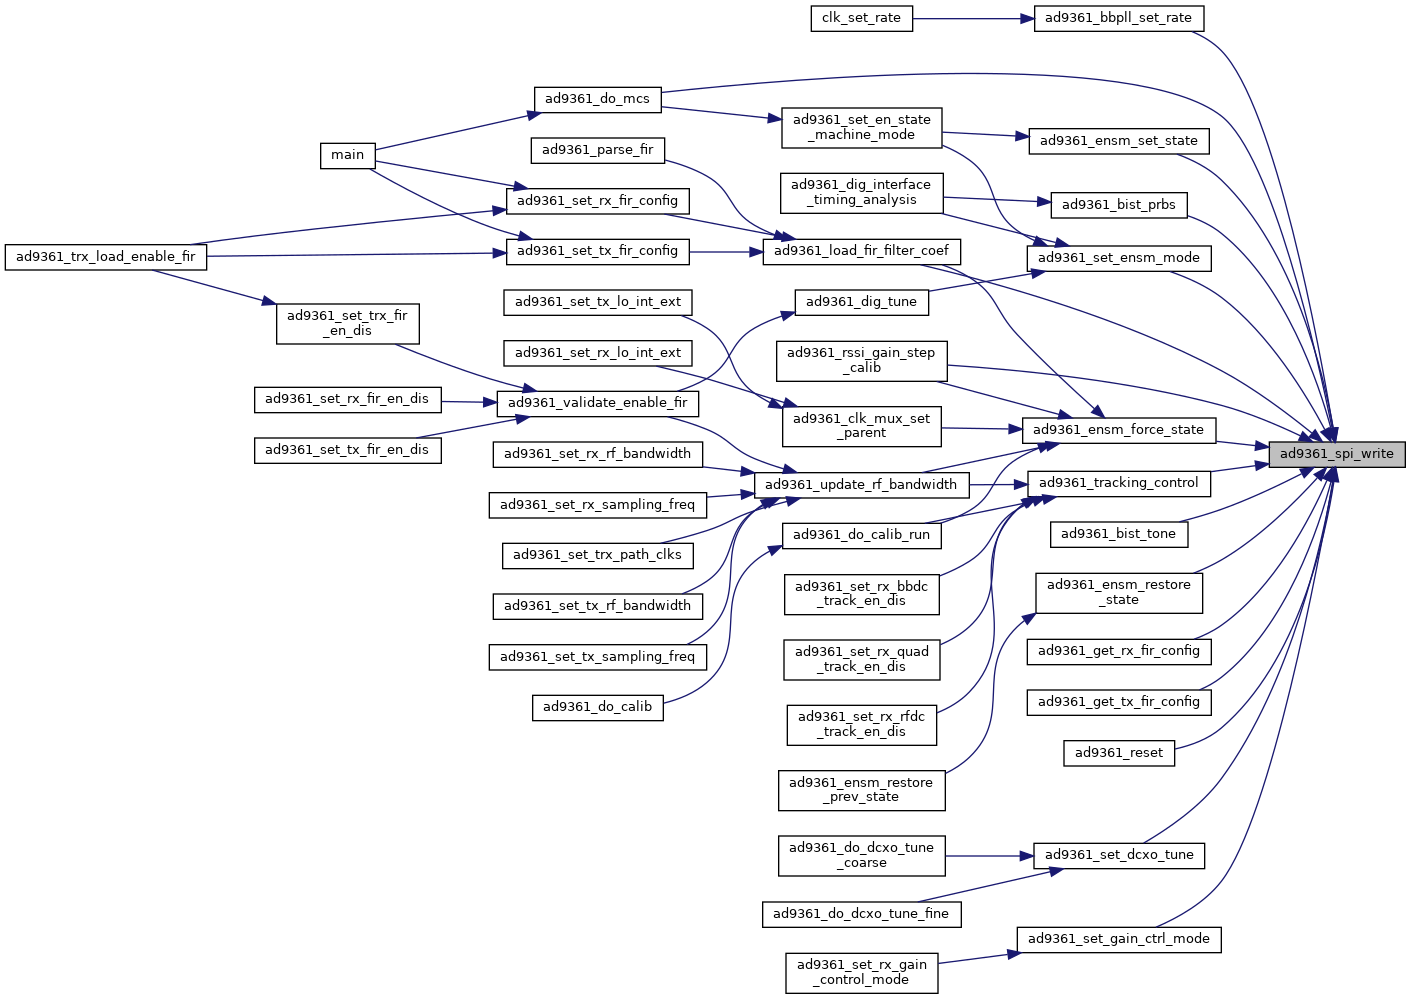 clk_set_rate
ad9361_bbpll_set_rate
ad9361_do_mcs
ad9361_set_en_state
_machine_mode
ad9361_ensm_set_state
main
ad9361_parse_fir
ad9361_dig_interface
_timing_analysis
ad9361_bist_prbs
ad9361_set_rx_fir_config
ad9361_trx_load_enable_fir
ad9361_set_tx_fir_config
ad9361_load_fir_filter_coef
ad9361_set_ensm_mode
ad9361_set_tx_lo_int_ext
ad9361_dig_tune
ad9361_set_trx_fir
_en_dis
ad9361_set_rx_lo_int_ext
ad9361_rssi_gain_step
_calib
ad9361_set_rx_fir_en_dis
ad9361_validate_enable_fir
ad9361_clk_mux_set
_parent
ad9361_ensm_force_state
ad9361_set_tx_fir_en_dis
ad9361_set_rx_rf_bandwidth
ad9361_spi_write
ad9361_update_rf_bandwidth
ad9361_tracking_control
ad9361_set_rx_sampling_freq
ad9361_do_calib_run
ad9361_bist_tone
ad9361_set_trx_path_clks
ad9361_set_rx_bbdc
_track_en_dis
ad9361_ensm_restore
_state
ad9361_set_tx_rf_bandwidth
ad9361_set_tx_sampling_freq
ad9361_set_rx_quad
_track_en_dis
ad9361_get_rx_fir_config
ad9361_do_calib
ad9361_set_rx_rfdc
_track_en_dis
ad9361_get_tx_fir_config
ad9361_reset
ad9361_ensm_restore
_prev_state
ad9361_do_dcxo_tune
_coarse
ad9361_set_dcxo_tune
ad9361_do_dcxo_tune_fine
ad9361_set_gain_ctrl_mode
ad9361_set_rx_gain
_control_mode